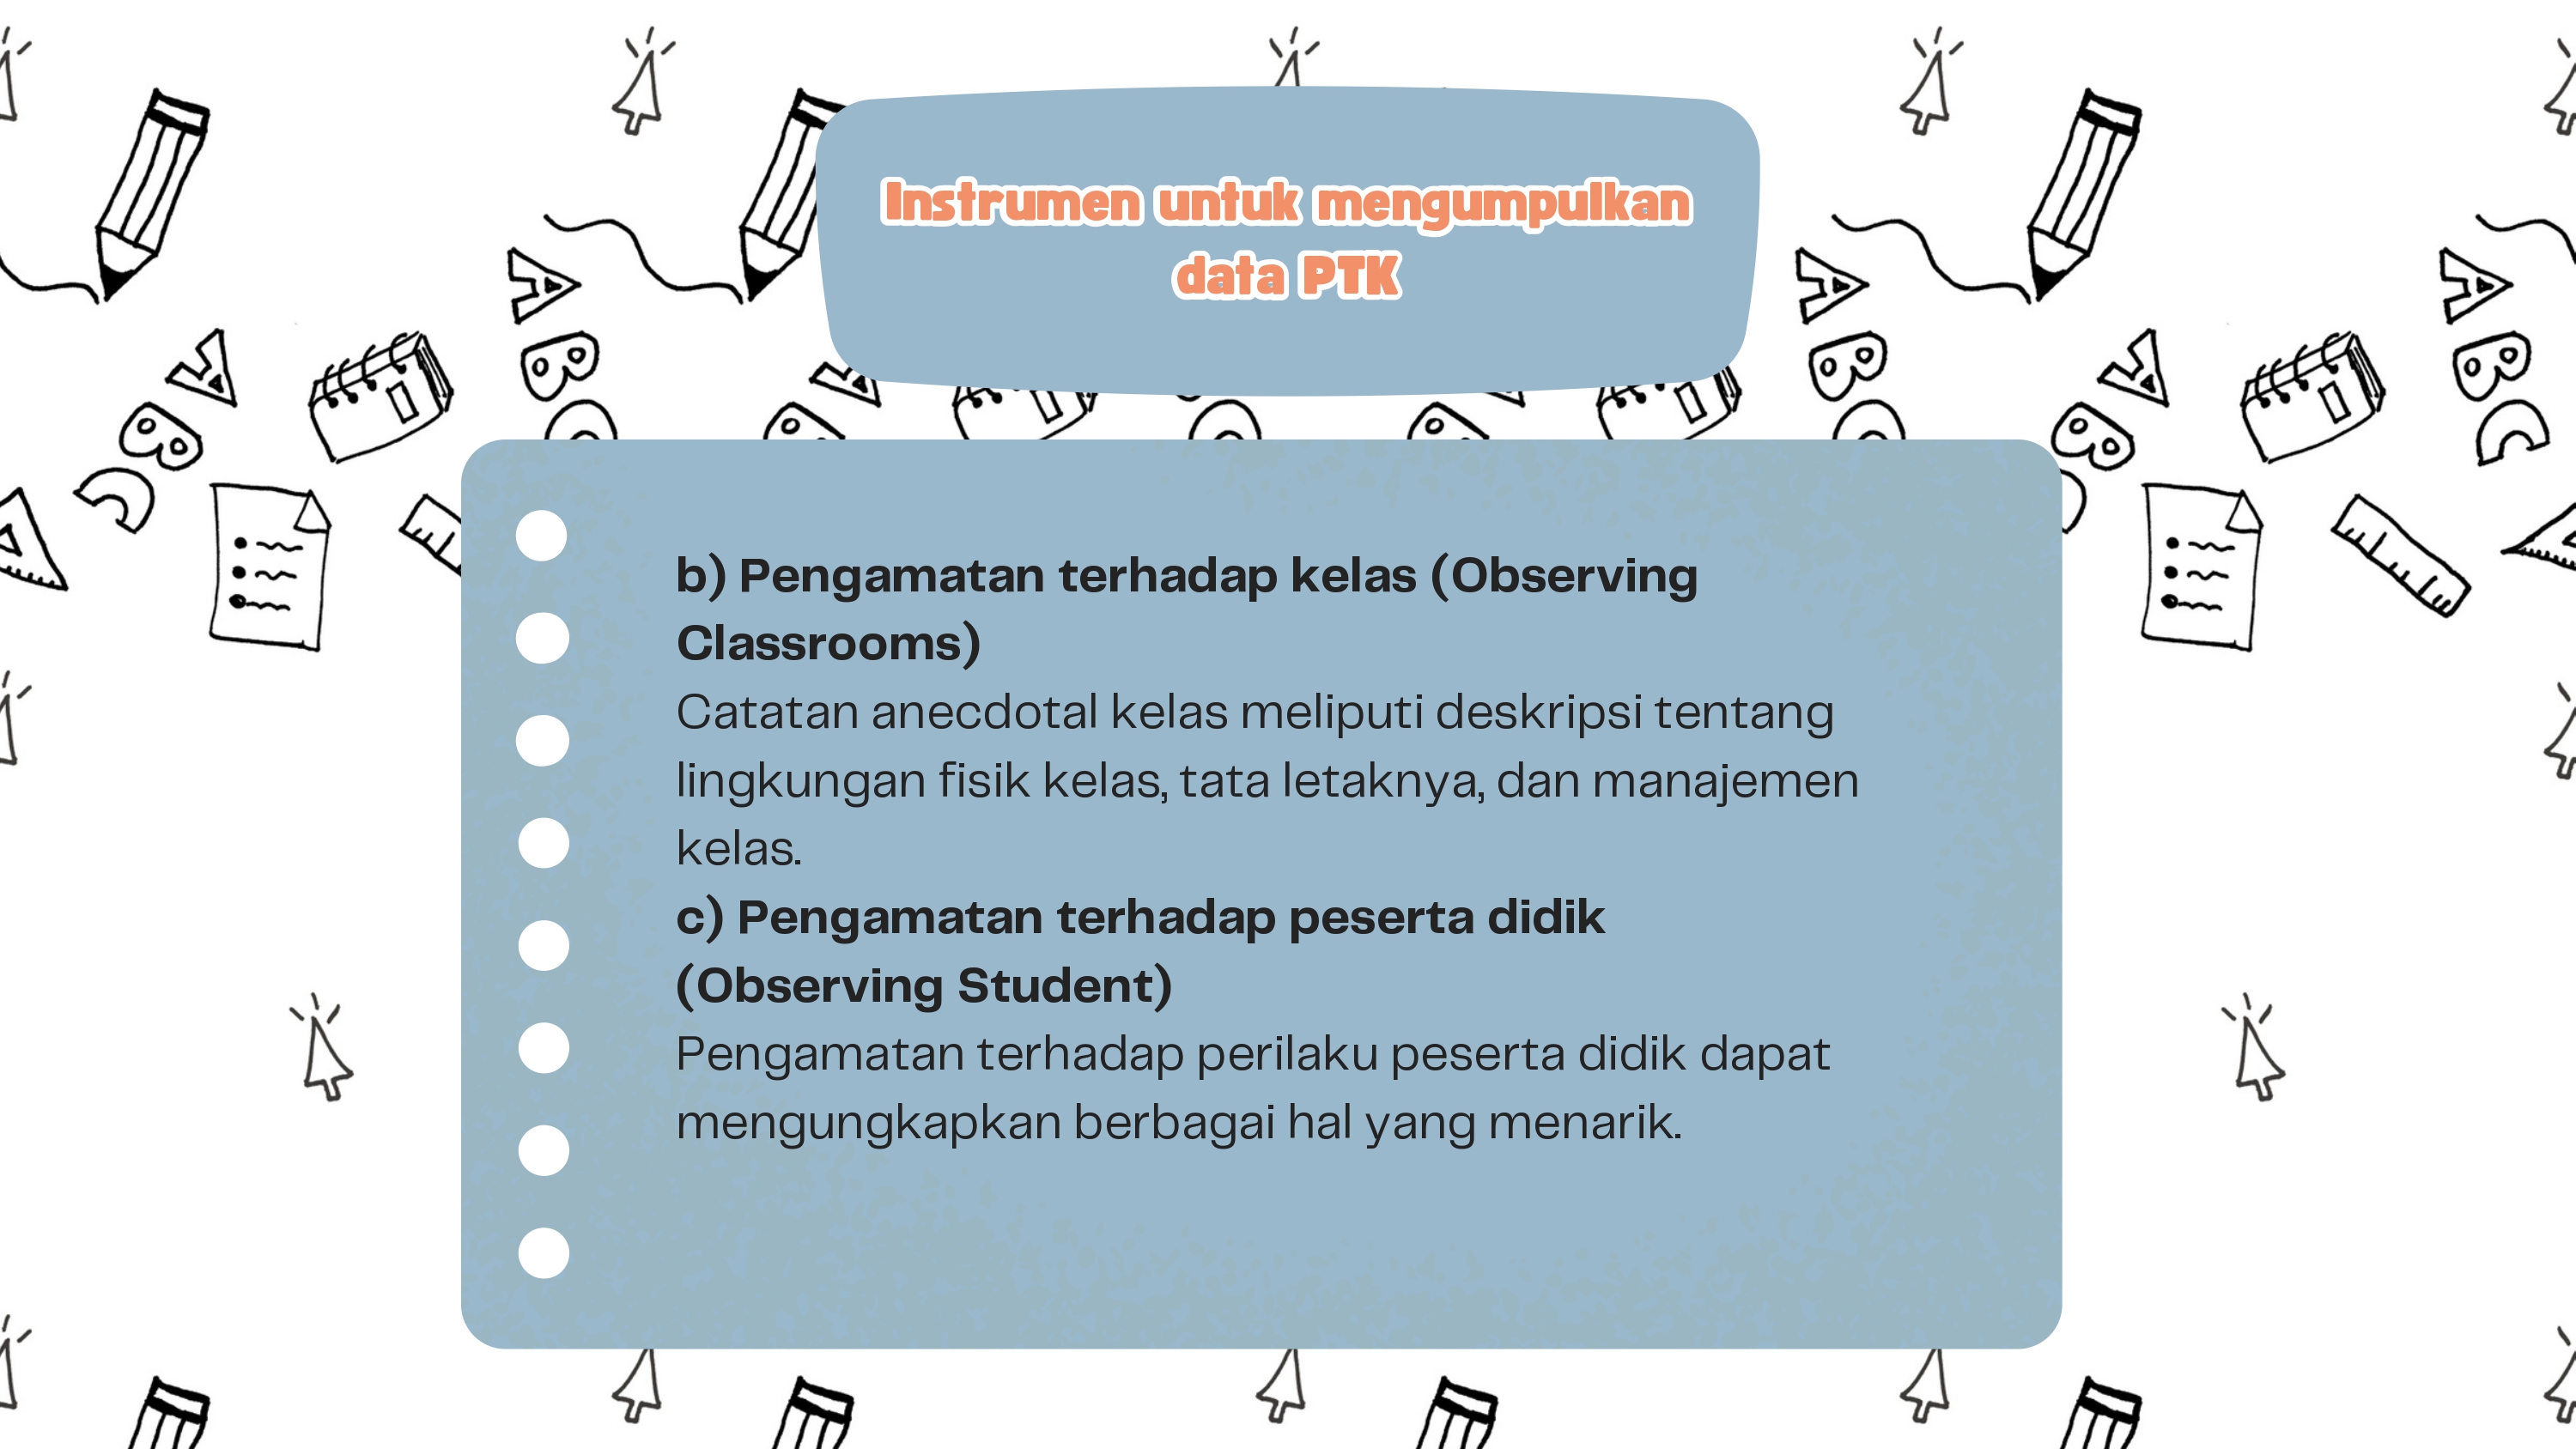 Instrumen untuk mengumpulkan
data PTK
b) Pengamatan terhadap kelas (Observing
Classrooms)
Catatan anecdotal kelas meliputi deskripsi tentang
lingkungan fisik kelas, tata letaknya, dan manajemen
kelas.
c) Pengamatan terhadap peserta didik
(Observing Student)
Pengamatan terhadap perilaku peserta didik dapat
mengungkapkan berbagai hal yang menarik.